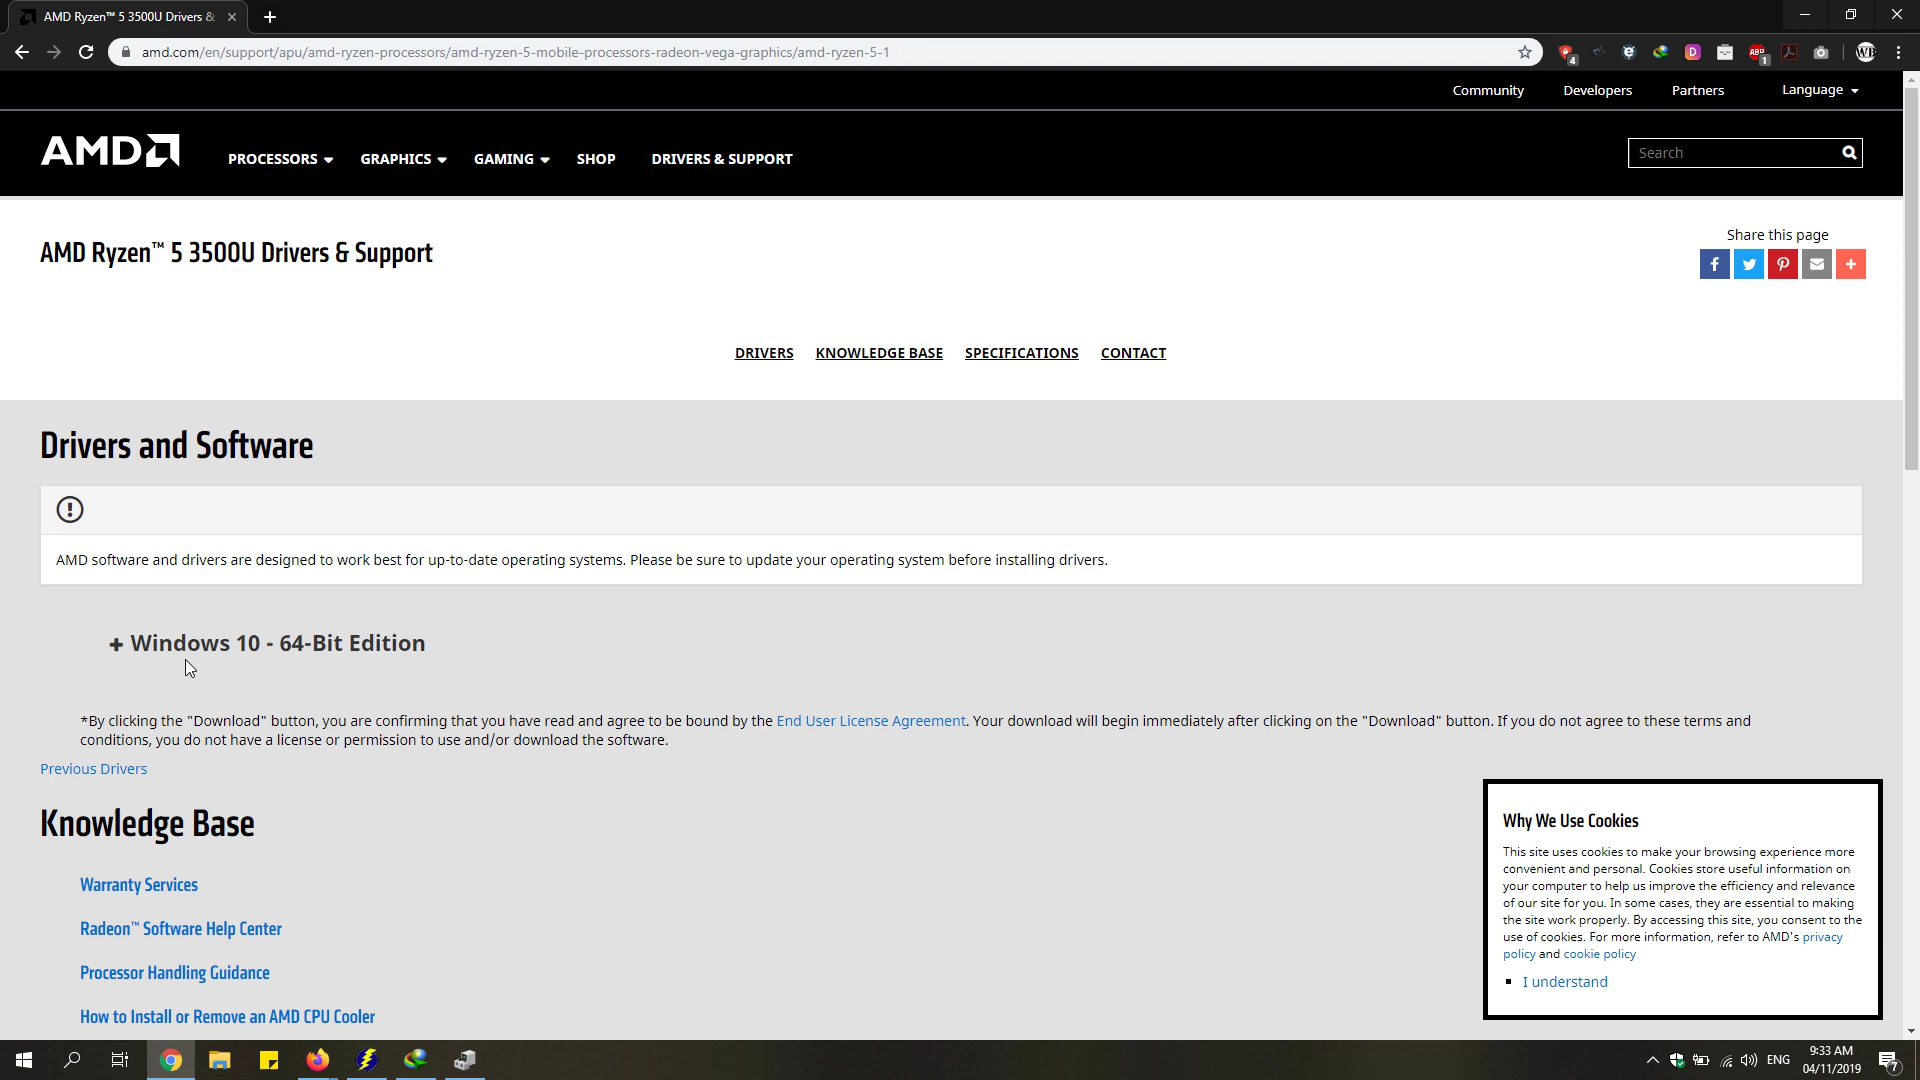 AMD Ryzen™ 5 3500U Drivers &
amd.com/en/support/apu/amd-ryzen-processors/amd-ryzen-5-mobile-processors-radeon-vega-graphics/amd-ryzen-5-1
4
D
ABP
1
WB
Community Developers Partners Language
AMD
PROCESSORS GRAPHICS GAMING SHOP DRIVERS & SUPPORT
Search
AMD Ryzen™ 5 3500U Drivers & Support
Share this page
DRIVERS KNOWLEDGE BASE SPECIFICATIONS CONTACT
Drivers and Software
AMD software and drivers are designed to work best for up-to-date operating systems. Please be sure to update your operating system before installing drivers.
+ Windows 10 - 64-Bit Edition
*By clicking the "Download" button, you are confirming that you have read and agree to be bound by the End User License Agreement. Your download will begin immediately after clicking on the "Download" button. If you do not agree to these terms and
conditions, you do not have a license or permission to use and/or download the software.
Previous Drivers
Knowledge Base
Warranty Services
Radeon™ Software Help Center
Processor Handling Guidance
How to Install or Remove an AMD CPU Cooler
Why We Use Cookies
This site uses cookies to make your browsing experience more
convenient and personal. Cookies store useful information on
your computer to help us improve the efficiency and relevance
of our site for you. In some cases, they are essential to making
the site work properly. By accessing this site, you consent to the
use of cookies. For more information, refer to AMD's privacy
policy and cookie policy
I understand
ENG
9:33 AM
04/11/2019
7